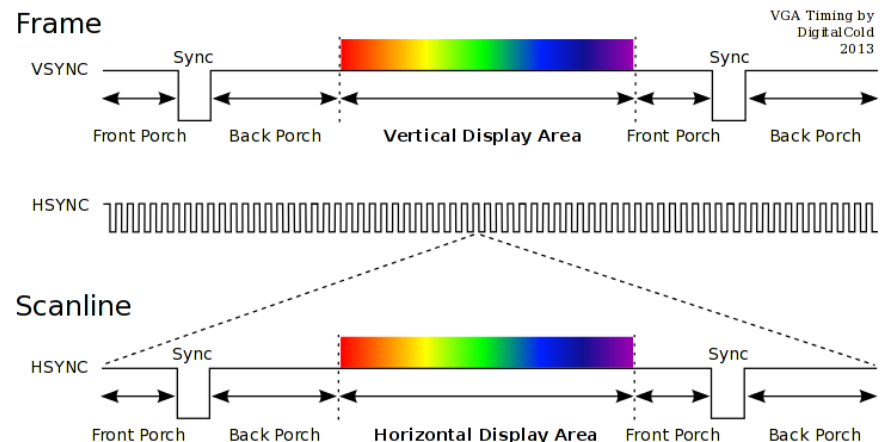 Frame
VGA Timing by
DigitalCold
2013
Sync
Sync
VSYNC
Front Porch
Back Porch
Vertical Display Area
Front Porch
Back Porch
HSYNC
Scanline
Sync
Sync
HSYNC
Front Porch
Back Porch
Horizontal Display Area
Front Porch
Back Porch